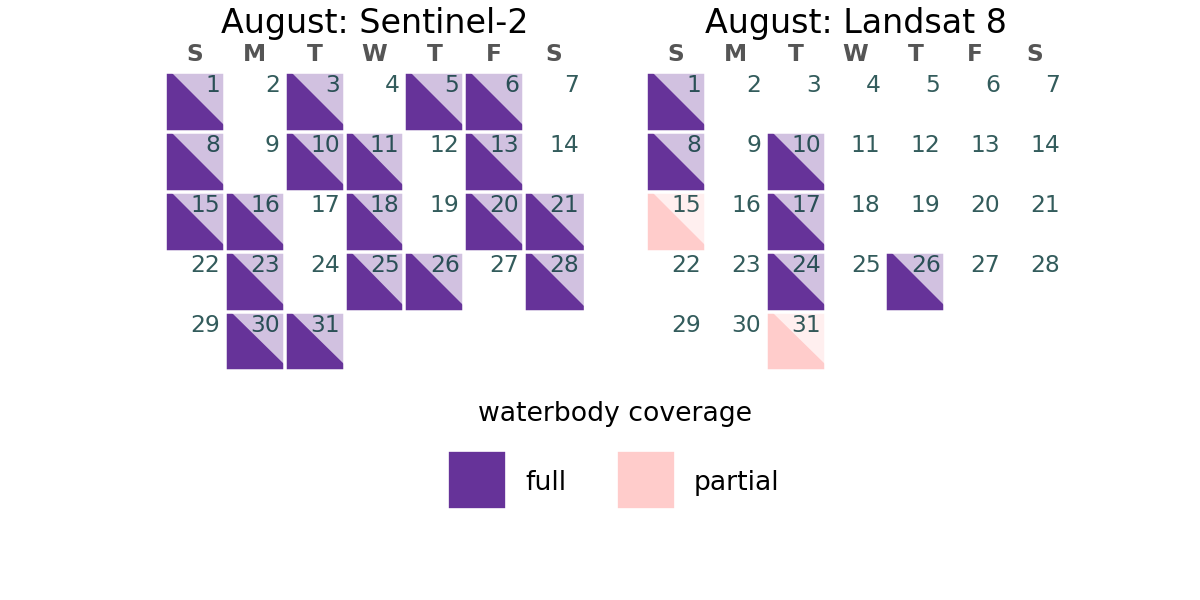 August: Sentinel-2
S M T W T F S
1 2 3 4 5 6 7
8 9 10 11 12 13 14
15 16 17 18 19 20 21
22 23 24 25 26 27 28
29 30 31
August: Landsat 8
S M T W T F S
1 2 3 4 5 6 7
8 9 10 11 12 13 14
15 16 17 18 19 20 21
22 23 24 25 26 27 28
29 30 31
waterbody coverage
full
partial